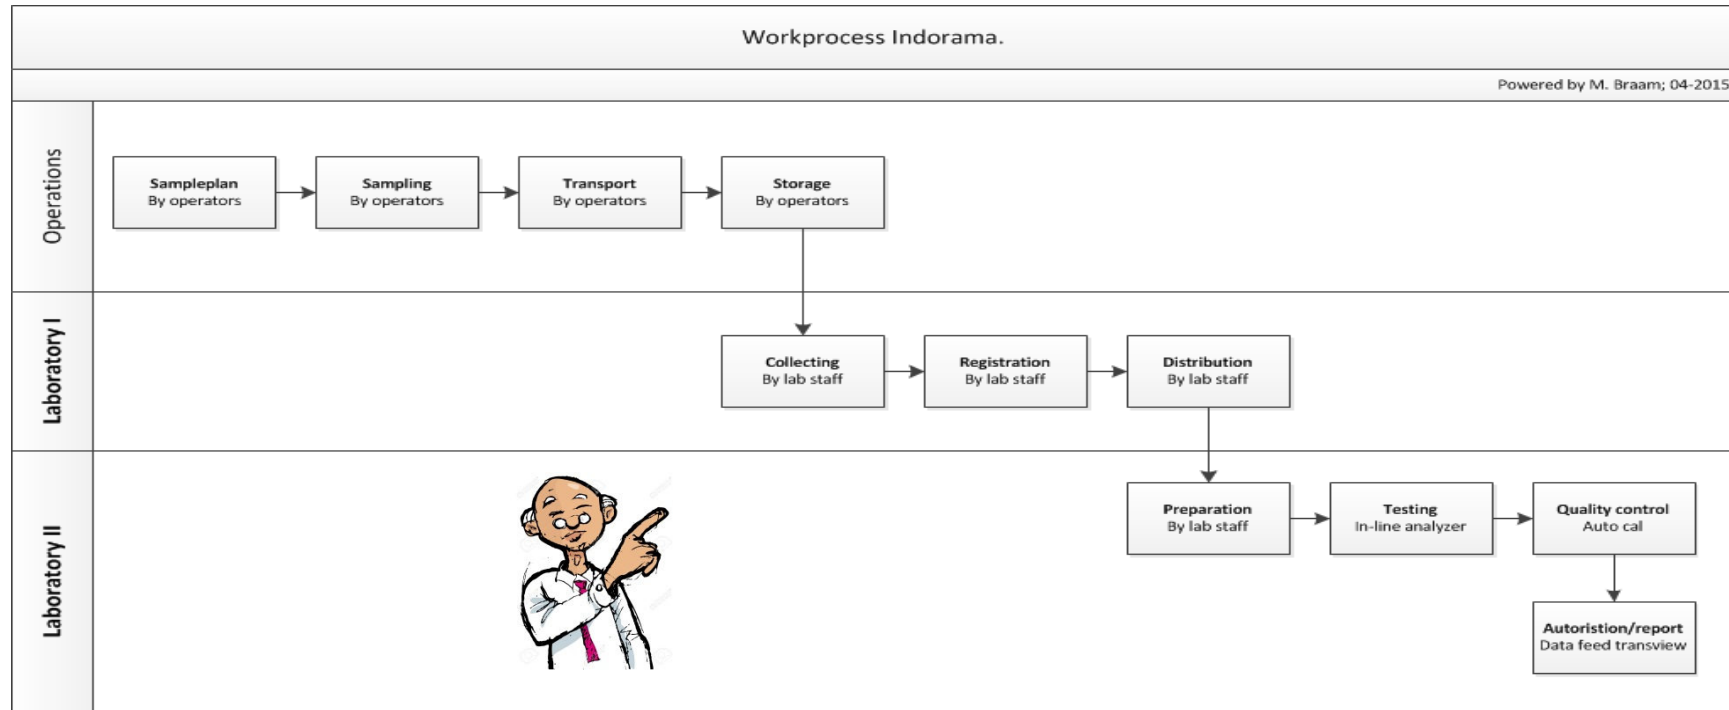 Workprocess Indorama.
Powered by M. Braam; 04-2015
Operations
Sampleplan
By operators
Sampling
By operators
Transport
By operators
Storage
By operators
Laboratory I
Collecting
By lab staff
Registration
By lab staff
Distribution
By lab staff
Laboratory II
Preparation
By lab staff
Testing
In-line analyzer
Quality control
Auto cal
Autoristion/report
Data feed transview